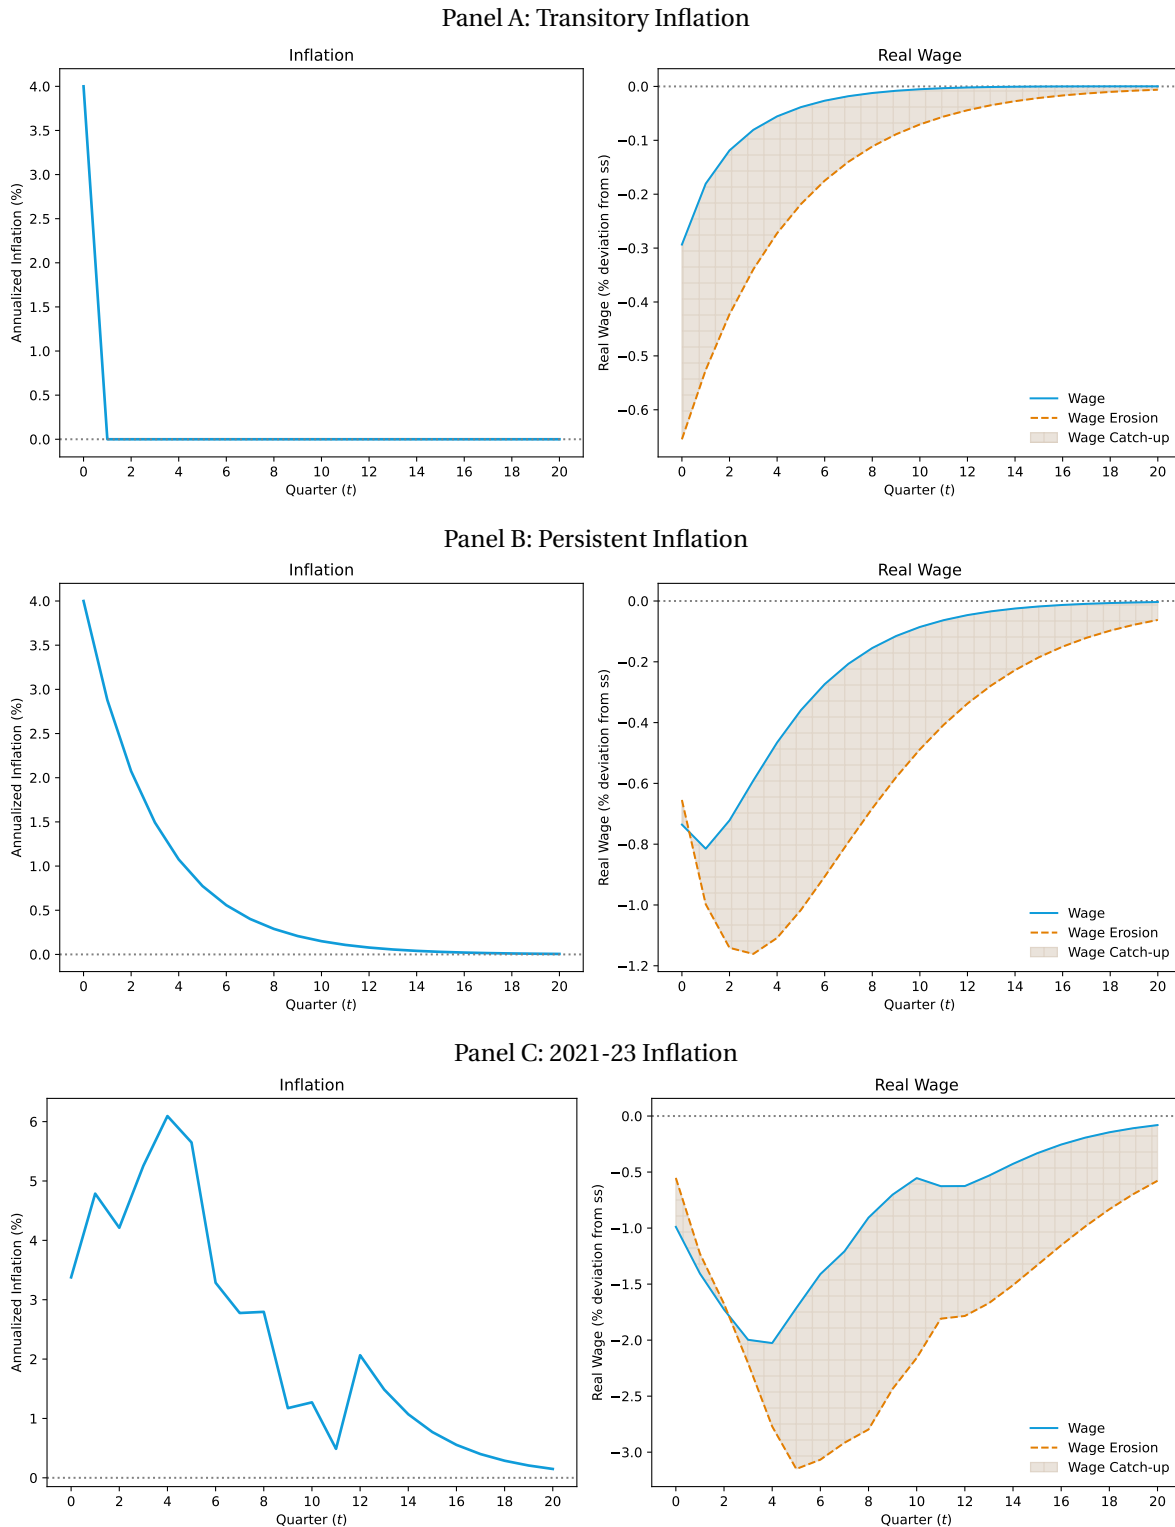 Panel A: Transitory Inflation
Inflation
Annualized Inflation (%)
4.0
3.5
3.0
2.5
2.0
1.5
1.0
0.5
0.0
0 2 4 6 8 10 12 14 16 18 20
Quarter (t)
Real Wage
Real Wage (% deviation from ss)
0.0
−0.1
−0.2
−0.3
−0.4
−0.5
−0.6
Wage
Wage Erosion
Wage Catch-up
0 2 4 6 8 10 12 14 16 18 20
Quarter (t)
Panel B: Persistent Inflation
Inflation
Annualized Inflation (%)
4.0
3.5
3.0
2.5
2.0
1.5
1.0
0.5
0.0
0 2 4 6 8 10 12 14 16 18 20
Quarter (t)
Real Wage
Real Wage (% deviation from ss)
0.0
−0.2
−0.4
−0.6
−0.8
−1.0
−1.2
Wage
Wage Erosion
Wage Catch-up
0 2 4 6 8 10 12 14 16 18 20
Quarter (t)
Panel C: 2021-23 Inflation
Inflation
Annualized Inflation (%)
6
5
4
3
2
1
0
0 2 4 6 8 10 12 14 16 18 20
Quarter (t)
Real Wage
Real Wage (% deviation from ss)
0.0
−0.5
−1.0
−1.5
−2.0
−2.5
−3.0
Wage
Wage Erosion
Wage Catch-up
0 2 4 6 8 10 12 14 16 18 20
Quarter (t)